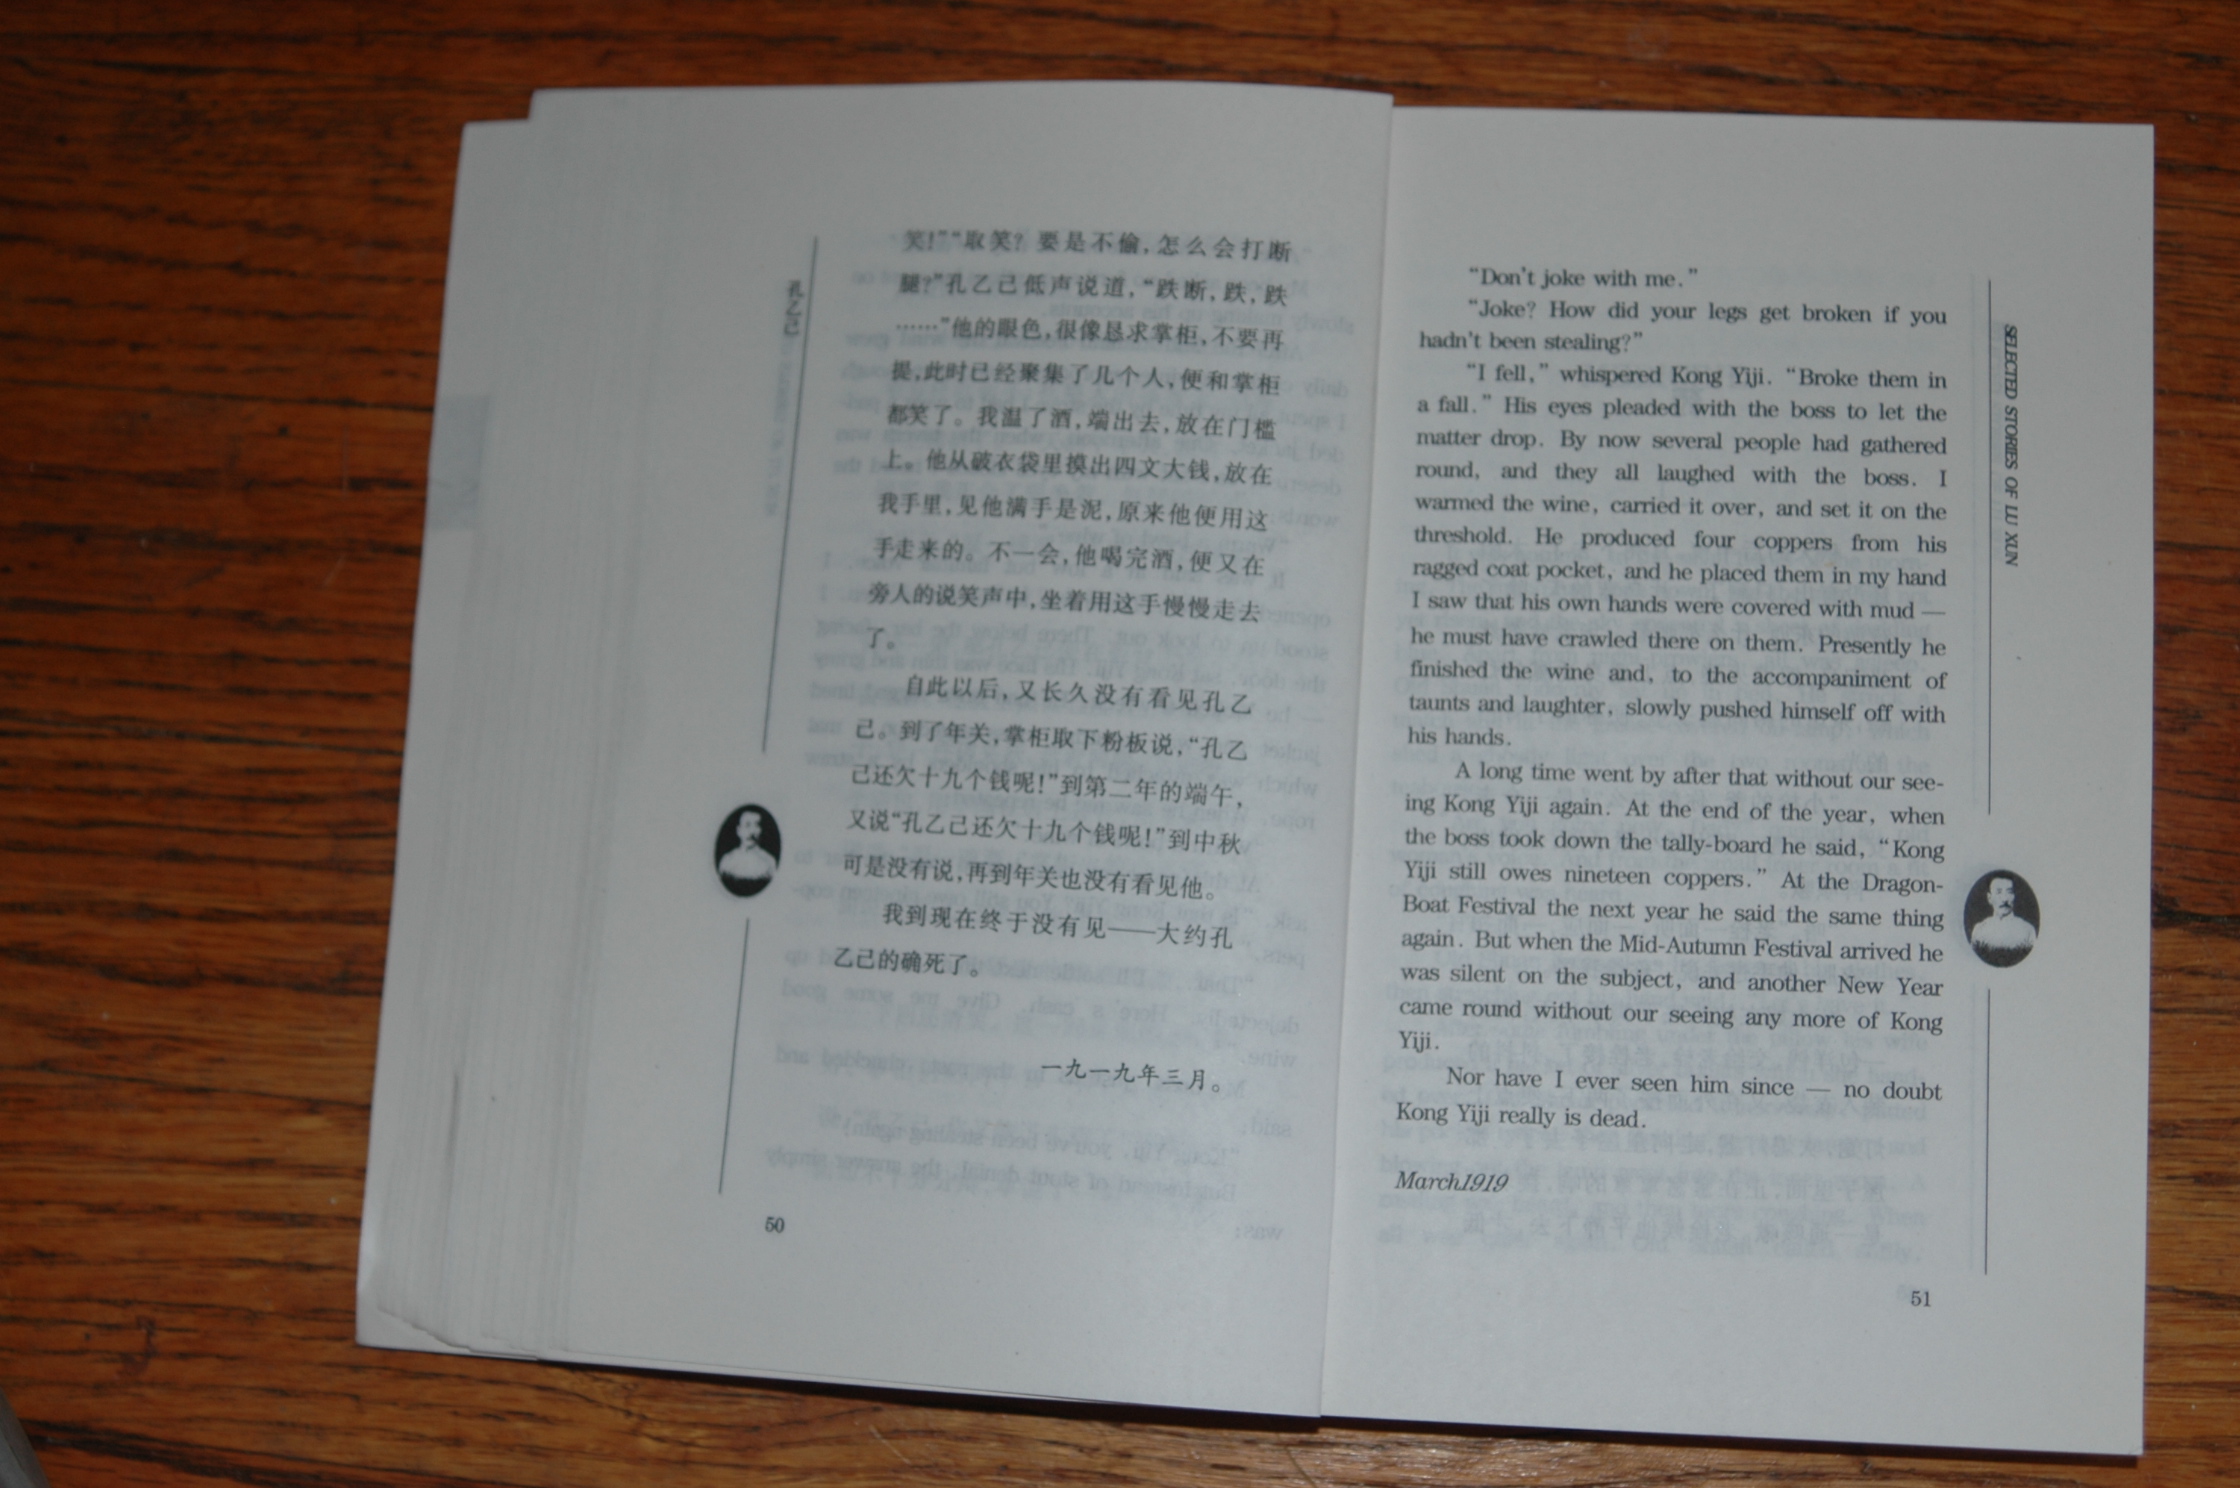 孔乙己
笑!”“取笑?要是不偷,怎么会打断
腿?”孔乙己低声说道,“跌断,跌,跌
……”他的眼色,很像恳求掌柜,不要再
提,此时已经聚集了几个人,便和掌柜
都笑了。我温了酒,端出去,放在门槛
上。他从破衣袋里摸出四文大钱,放在
我手里,见他满手是泥,原来他便用这
手走来的。不一会,他喝完酒,便又在
旁人的说笑声中,坐着用这手慢慢走去
了。
自此以后,又长久没有看见孔乙
己。到了年关,掌柜取下粉板说,“孔乙
己还欠十九个钱呢!”到第二年的端午,
又说“孔乙己还欠十九个钱呢!”到中秋
可是没有说,再到年关也没有看见他。
我到现在终于没有见——大约孔
乙己的确死了。
一九一九年三月。
50
SELECTED STORIES OF LU XUN
“Don't joke with me.”
“Joke? How did your legs get broken if you
hadn't been stealing?”
“I fell,” whispered Kong Yiji. “Broke them in
a fall.” His eyes pleaded with the boss to let the
matter drop. By now several people had gathered
round, and they all laughed with the boss. I
warmed the wine, carried it over, and set it on the
threshold. He produced four coppers from his
ragged coat pocket, and he placed them in my hand
I saw that his own hands were covered with mud —
he must have crawled there on them. Presently he
finished the wine and, to the accompaniment of
taunts and laughter, slowly pushed himself off with
his hands.
A long time went by after that without our see-
ing Kong Yiji again. At the end of the year, when
the boss took down the tally-board he said, “Kong
Yiji still owes nineteen coppers.” At the Dragon-
Boat Festival the next year he said the same thing
again. But when the Mid-Autumn Festival arrived he
was silent on the subject, and another New Year
came round without our seeing any more of Kong
Yiji.
Nor have I ever seen him since — no doubt
Kong Yiji really is dead.
March1919
51